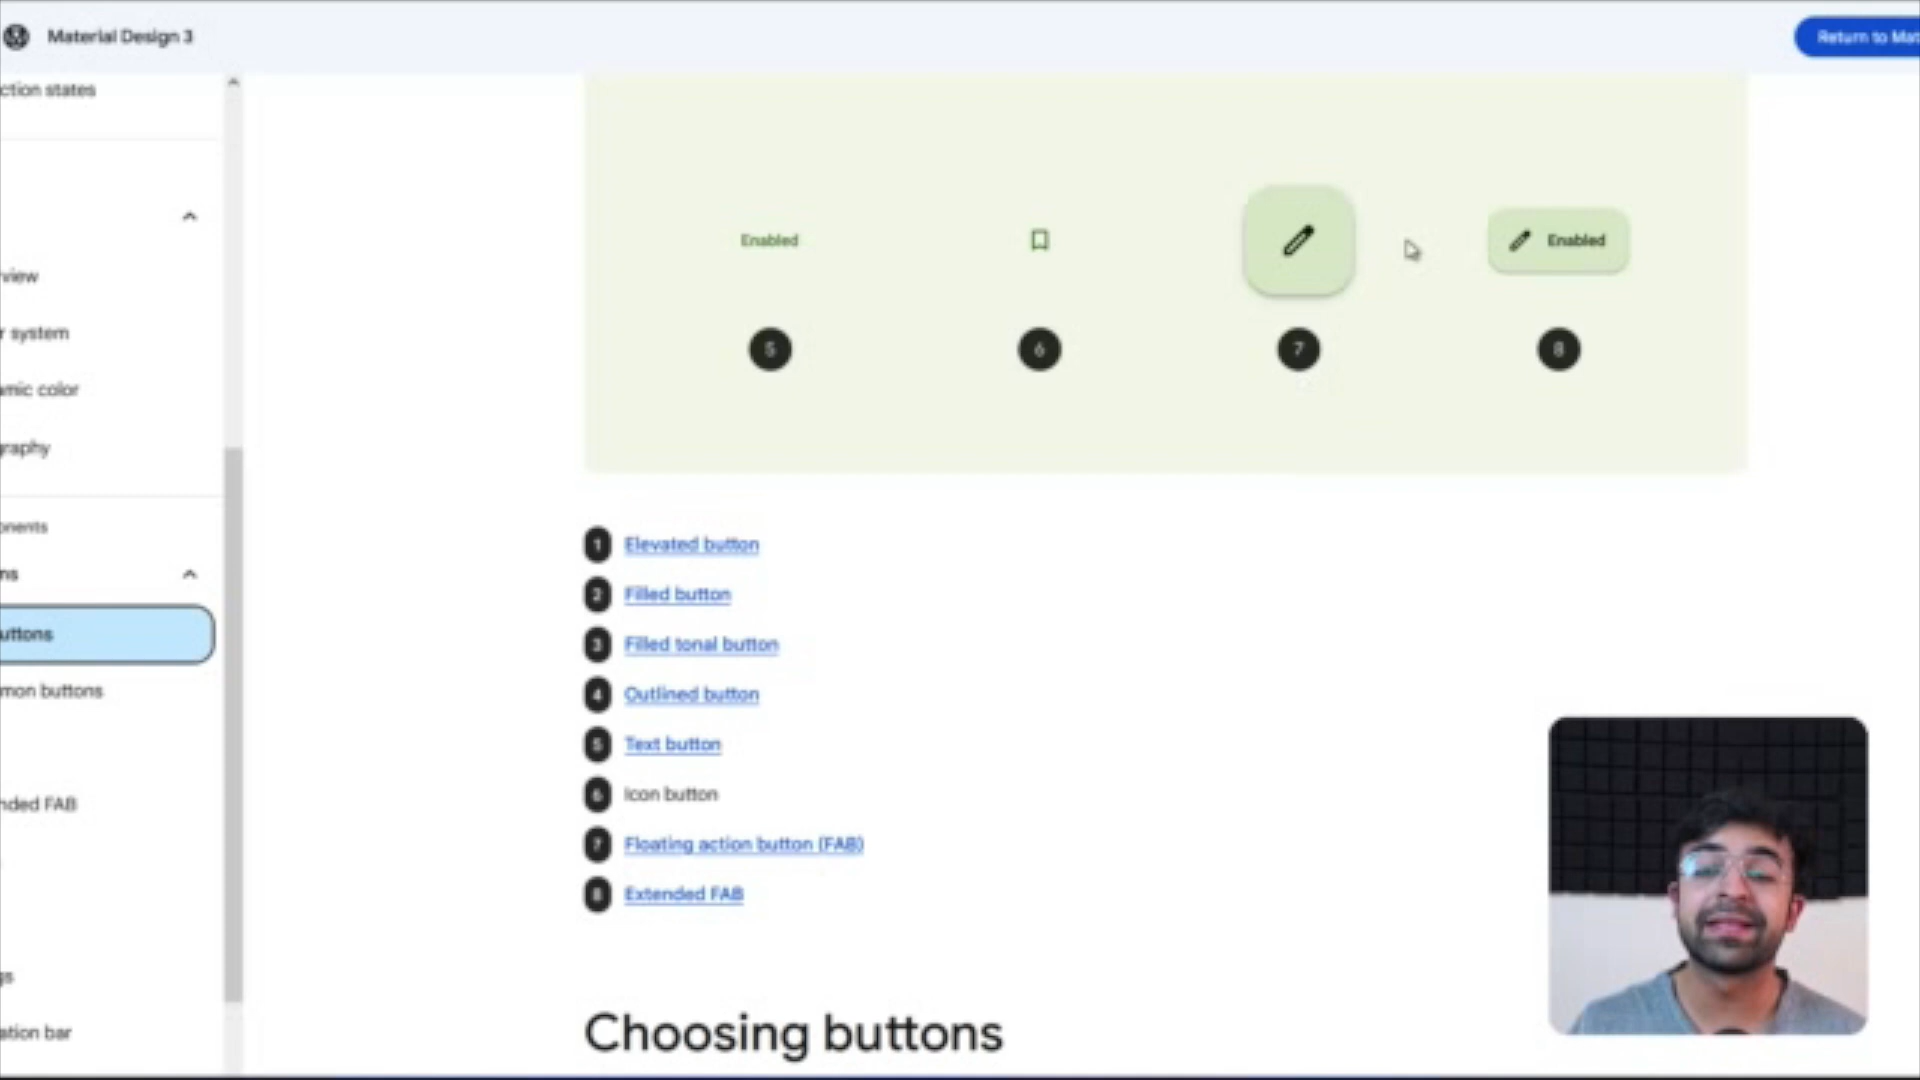 Material Design 3
Return to Mat
ction states
view
r system
amic color
graphy
onents
ns
uttons
mon buttons
nded FAB
gs
ation bar
Enabled
Enabled
5
6
7
8
1 Elevated button
2 Filled button
3 Filled tonal button
4 Outlined button
5 Text button
6 Icon button
7 Floating action button (FAB)
8 Extended FAB
Choosing buttons